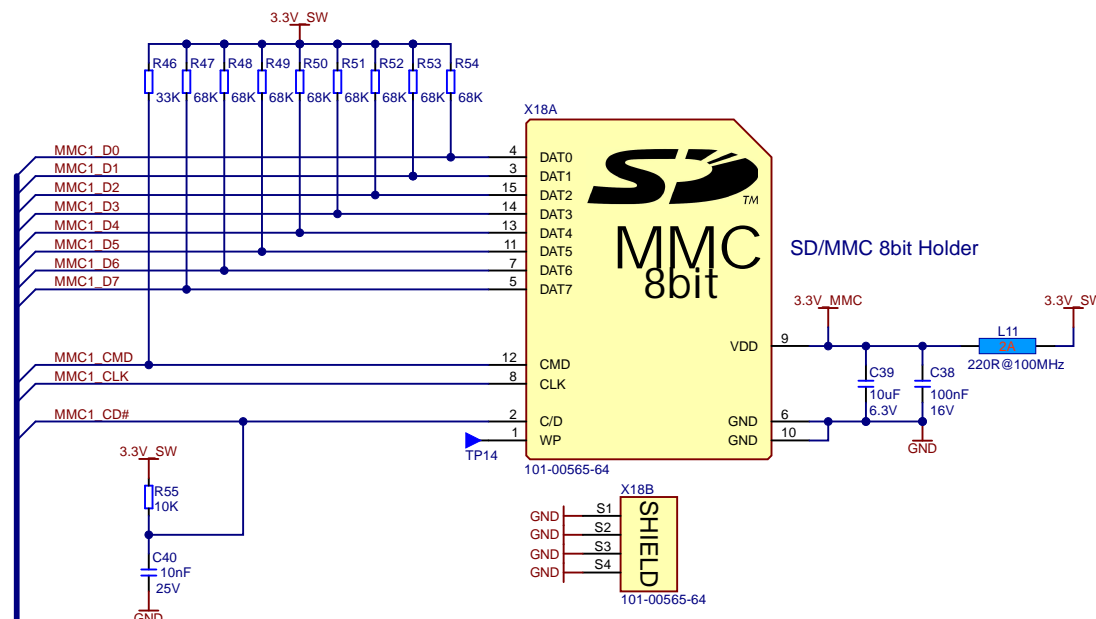 3.3V_SW
R46 R47 R48 R49 R50 R51 R52 R53 R54
33K 68K 68K 68K 68K 68K 68K 68K 68K
X18A
MMC1_D0 4 DAT0
MMC1_D1 3 DAT1
MMC1_D2 15 DAT2
MMC1_D3 14 DAT3
MMC1_D4 13 DAT4
MMC1_D5 11 DAT5
MMC1_D6 7 DAT6
MMC1_D7 5 DAT7
SD
TM
MMC
8bit
SD/MMC 8bit Holder
MMC1_CMD 12 CMD
MMC1_CLK 8 CLK
MMC1_CD# 2 C/D
TP14 1 WP
VDD 9
GND 6
GND 10
101-00565-64
3.3V_MMC
3.3V_SW
L11
2A
220R@100MHz
C39
10uF
6.3V
C38
100nF
16V
GND
3.3V_SW
R55
10K
C40
10nF
25V
GND
X18B
GND S1
GND S2
GND S3
GND S4
SHIELD
101-00565-64